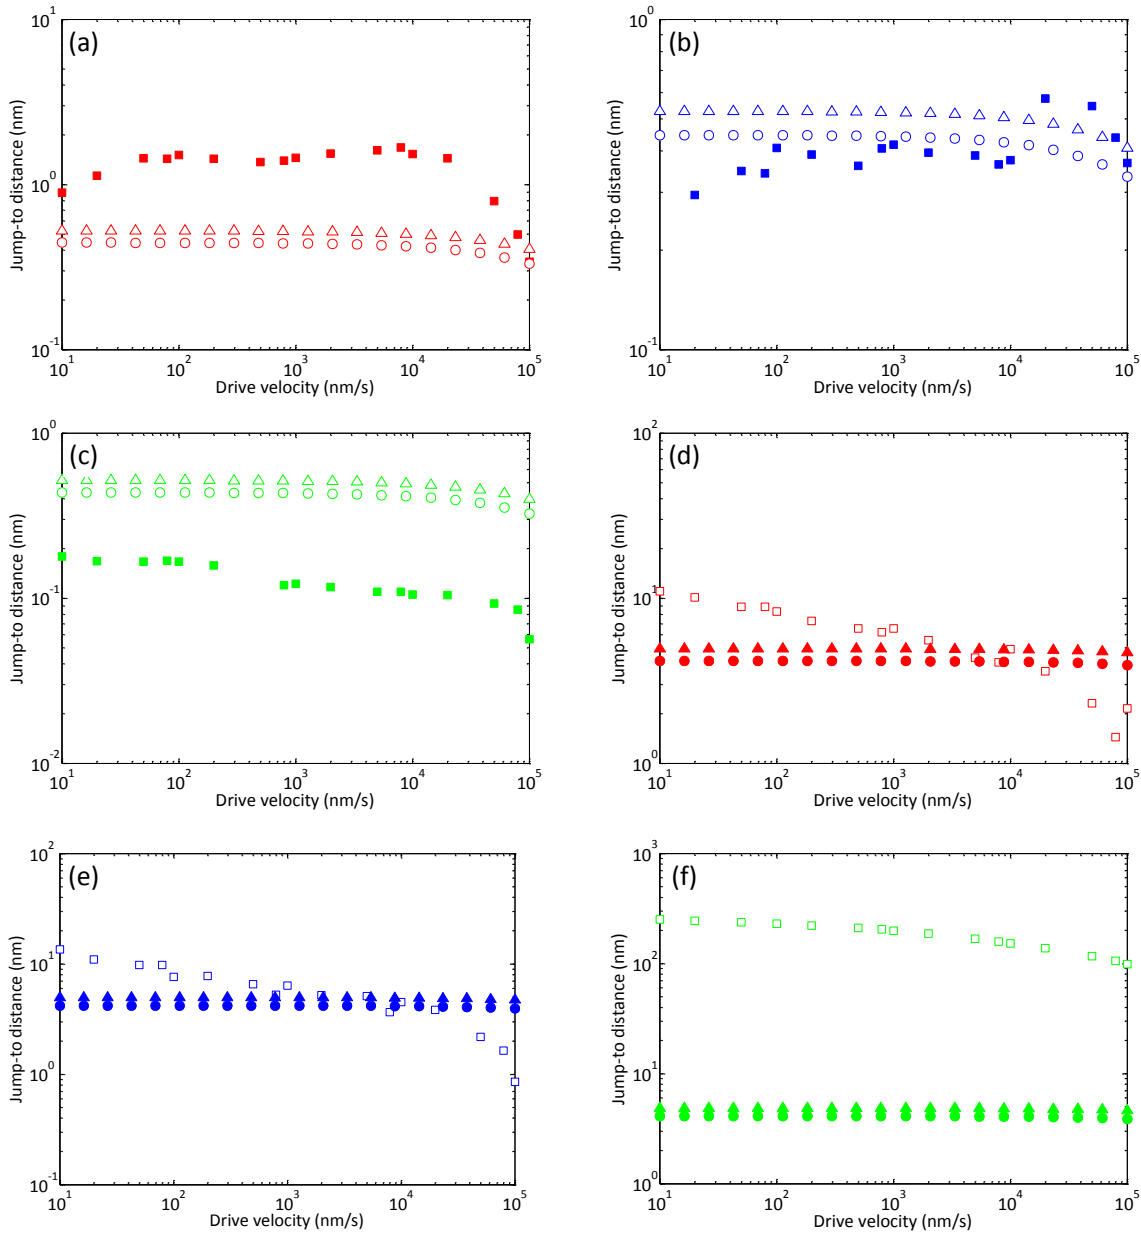 (a)
Jump-to distance (nm)
10^1
10^0
10^-1
10^1 10^2 10^3 10^4 10^5
Drive velocity (nm/s)
(b)
Jump-to distance (nm)
10^0
10^-1
10^1 10^2 10^3 10^4 10^5
Drive velocity (nm/s)
(c)
Jump-to distance (nm)
10^0
10^-1
10^-2
10^1 10^2 10^3 10^4 10^5
Drive velocity (nm/s)
(d)
Jump-to distance (nm)
10^2
10^1
10^0
10^1 10^2 10^3 10^4 10^5
Drive velocity (nm/s)
(e)
Jump-to distance (nm)
10^2
10^1
10^0
10^-1
10^1 10^2 10^3 10^4 10^5
Drive velocity (nm/s)
(f)
Jump-to distance (nm)
10^3
10^2
10^1
10^0
10^1 10^2 10^3 10^4 10^5
Drive velocity (nm/s)